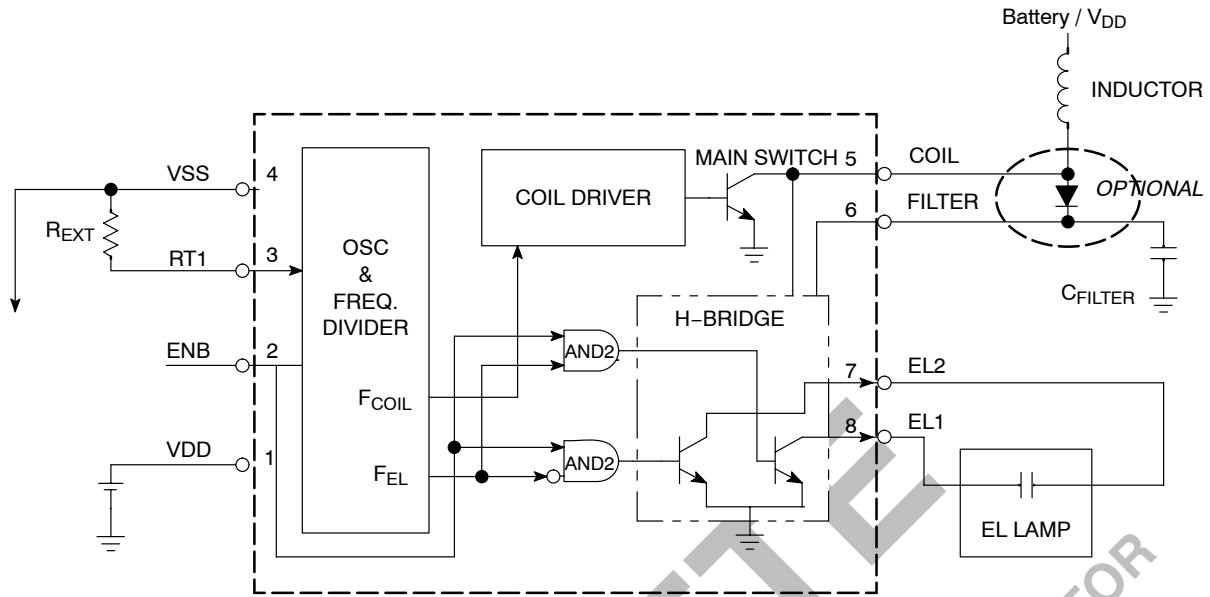 Battery / VDD
INDUCTOR
VSS
4
MAIN SWITCH
5
COIL
OPTIONAL
COIL DRIVER
6
FILTER
REXT
RT1
3
OSC
&
FREQ.
DIVIDER
CFILTER
H–BRIDGE
ENB
2
AND2
7
EL2
FCOIL
8
EL1
VDD
1
FEL
AND2
EL LAMP